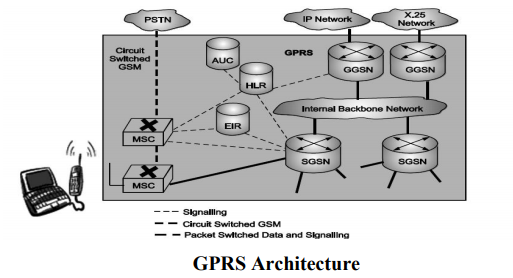 PSTN
IP Network
X.25
Network
Circuit
Switched
GSM
AUC
GPRS
HLR
GGSN
GGSN
Internal Backbone Network
EIR
MSC
SGSN
SGSN
MSC
Signalling
Circuit Switched GSM
Packet Switched Data and Signalling
GPRS Architecture